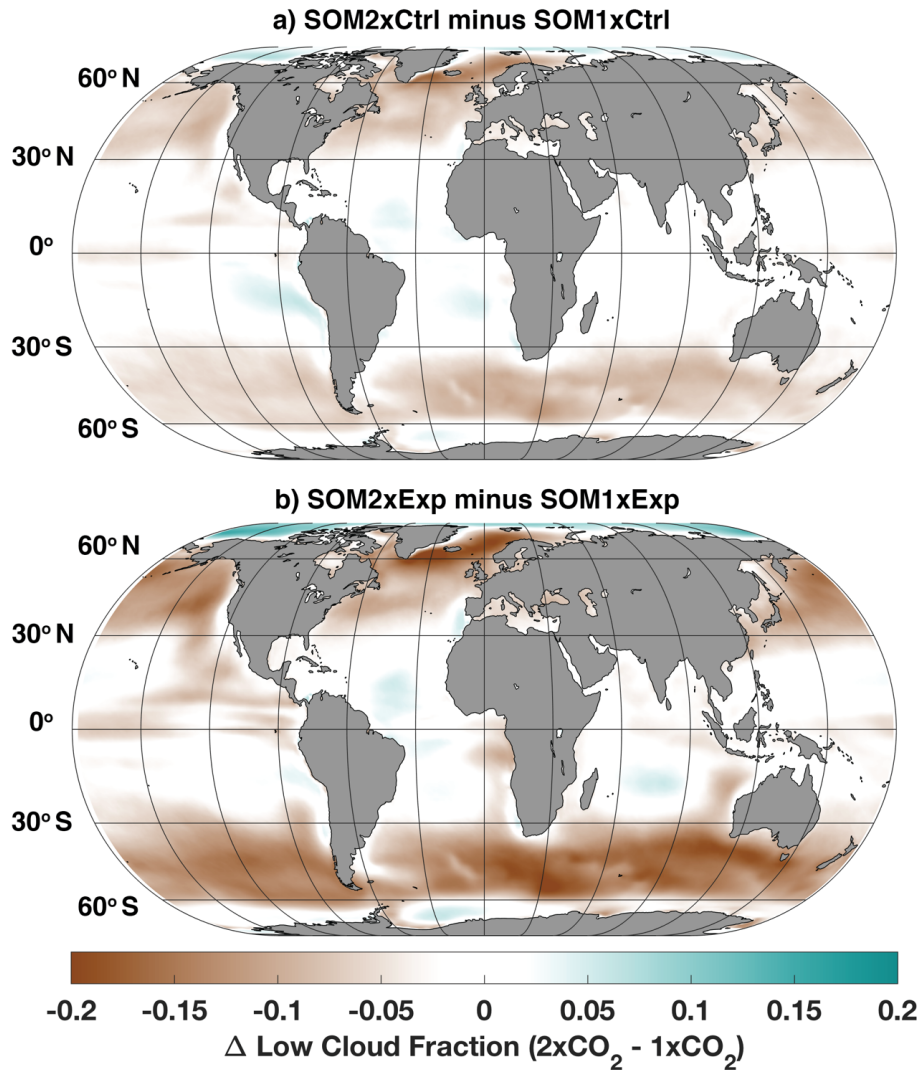 a) SOM2xCtrl minus SOM1xCtrl
60° N
30° N
0°
30° S
60° S
b) SOM2xExp minus SOM1xExp
60° N
30° N
0°
30° S
60° S
-0.2 -0.15 -0.1 -0.05 0 0.05 0.1 0.15 0.2
Δ Low Cloud Fraction (2xCO₂ - 1xCO₂)